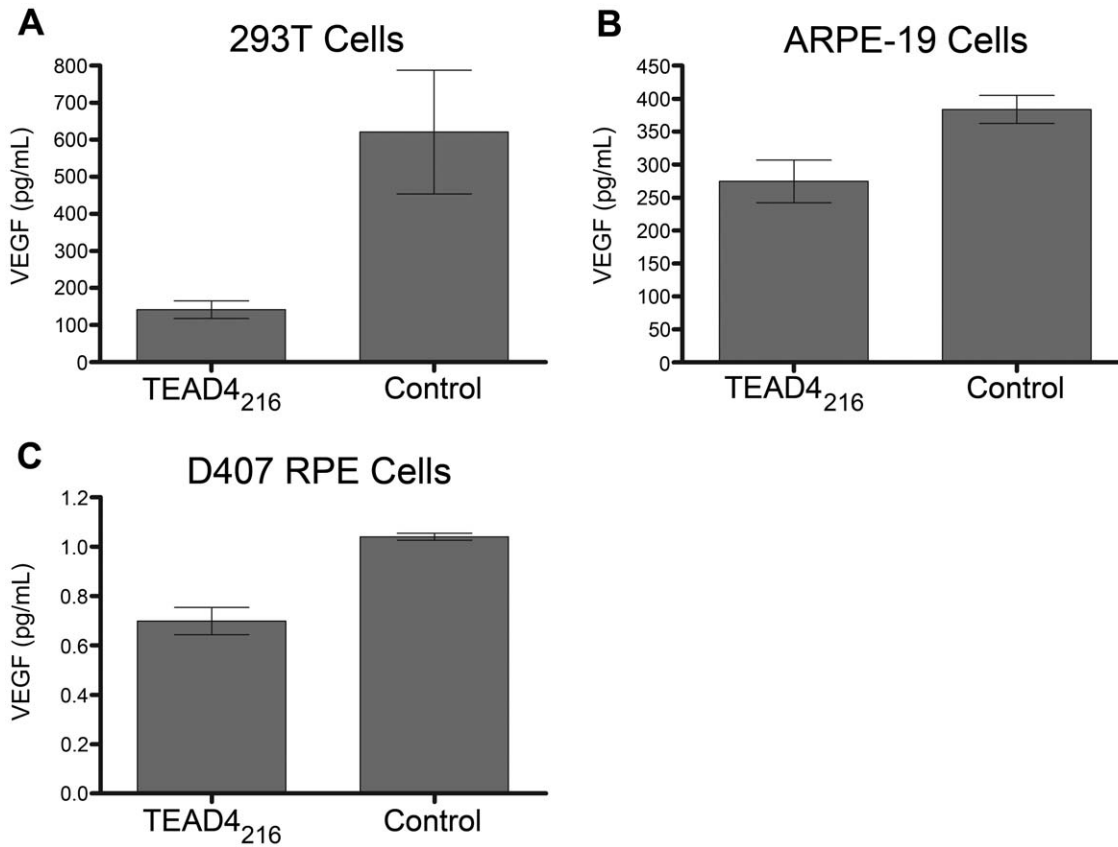 A
293T Cells
VEGF (pg/mL)
800
700
600
500
400
300
200
100
0
TEAD4216
Control
B
ARPE-19 Cells
VEGF (pg/mL)
450
400
350
300
250
200
150
100
50
0
TEAD4216
Control
C
D407 RPE Cells
VEGF (pg/mL)
1.2
1.0
0.8
0.6
0.4
0.2
0.0
TEAD4216
Control